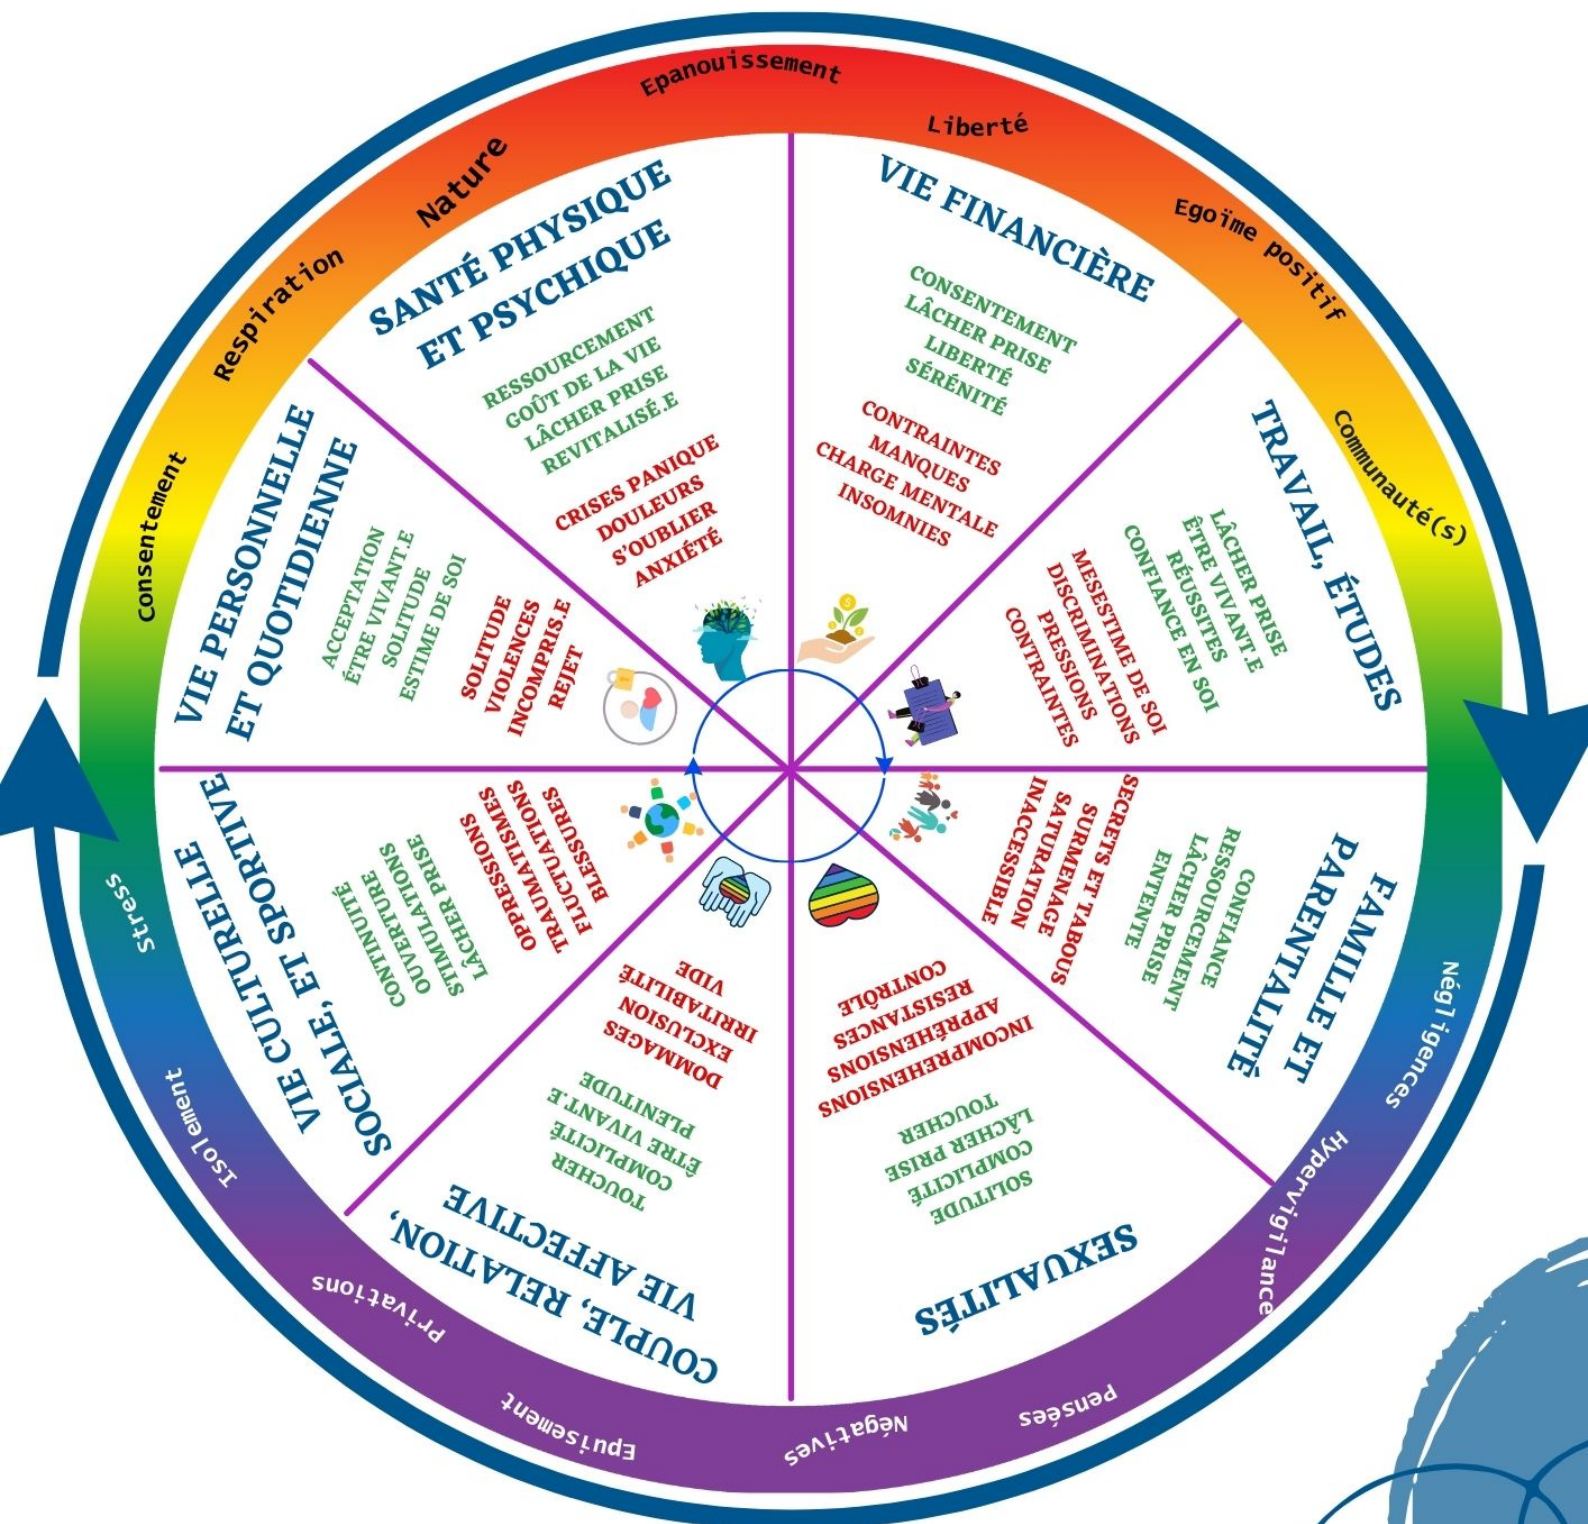 Epanouissement
Liberté
Egoïme positif
Communauté(s)
Négligences
Hypervigilance
Pensées
Négatives
Epuisement
Privations
Isolement
Stress
Consentement
Respiration
Nature
SANTÉ PHYSIQUE
ET PSYCHIQUE
RESSOURCEMENT
GOÛT DE LA VIE
LÂCHER PRISE
REVITALISÉ.E
CRISES PANIQUE
DOULEURS
S'OUBLIER
ANXIÉTÉ
VIE FINANCIÈRE
CONSENTEMENT
LÂCHER PRISE
LIBERTÉ
SÉRÉNITÉ
CONTRAINTES
MANQUES
CHARGE MENTALE
INSOMNIES
TRAVAIL, ÉTUDES
LÂCHER PRISE
ÊTRE VIVANT.E
RÉUSSITES
CONFIANCE EN SOI
MESESTIME DE SOI
DISCRIMINATIONS
PRESSIONS
CONTRAINTES
FAMILLE ET
PARENTALITÉ
CONFIANCE
RESSOURCEMENT
LÂCHER PRISE
ENTENTE
SECRETS ET TABOUS
SURMENAGE
SATURATION
INACCESSIBLE
SEXUALITÉS
SOLITUDE
COMPLICITÉ
LÂCHER PRISE
TOUCHER
INCOMPREHENSIONS
APPRÉHENSIONS
RESISTANCES
CONTRÔLE
COUPLE, RELATION,
VIE AFFECTIVE
TOUCHER
COMPLICITÉ
ÊTRE VIVANT.E
PLENITUDE
DOMMAGES
EXCLUSION
IRRITABILITÉ
VIDE
VIE CULTURELLE
SOCIALE, ET SPORTIVE
CONTINUITÉ
OUVERTURE
STIMULATIONS
LÂCHER PRISE
OPPRESSIONS
TRAUMATISMES
FLUCTUATIONS
BLESSURES
VIE PERSONNELLE
ET QUOTIDIENNE
ACCEPTATION
ÊTRE VIVANT.E
SOLITUDE
ESTIME DE SOI
SOLITUDE
VIOLENCES
INCOMPRIS.E
REJET